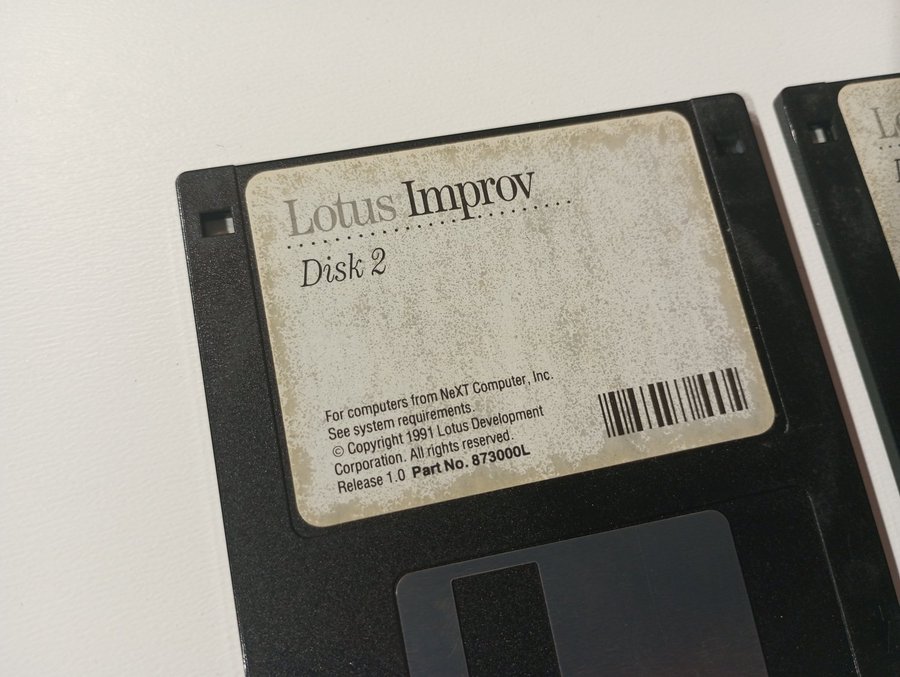 Lotus Improv
Disk 2
For computers from NeXT Computer, Inc.
See system requirements.
© Copyright 1991 Lotus Development
Corporation. All rights reserved.
Release 1.0 Part No. 873000L